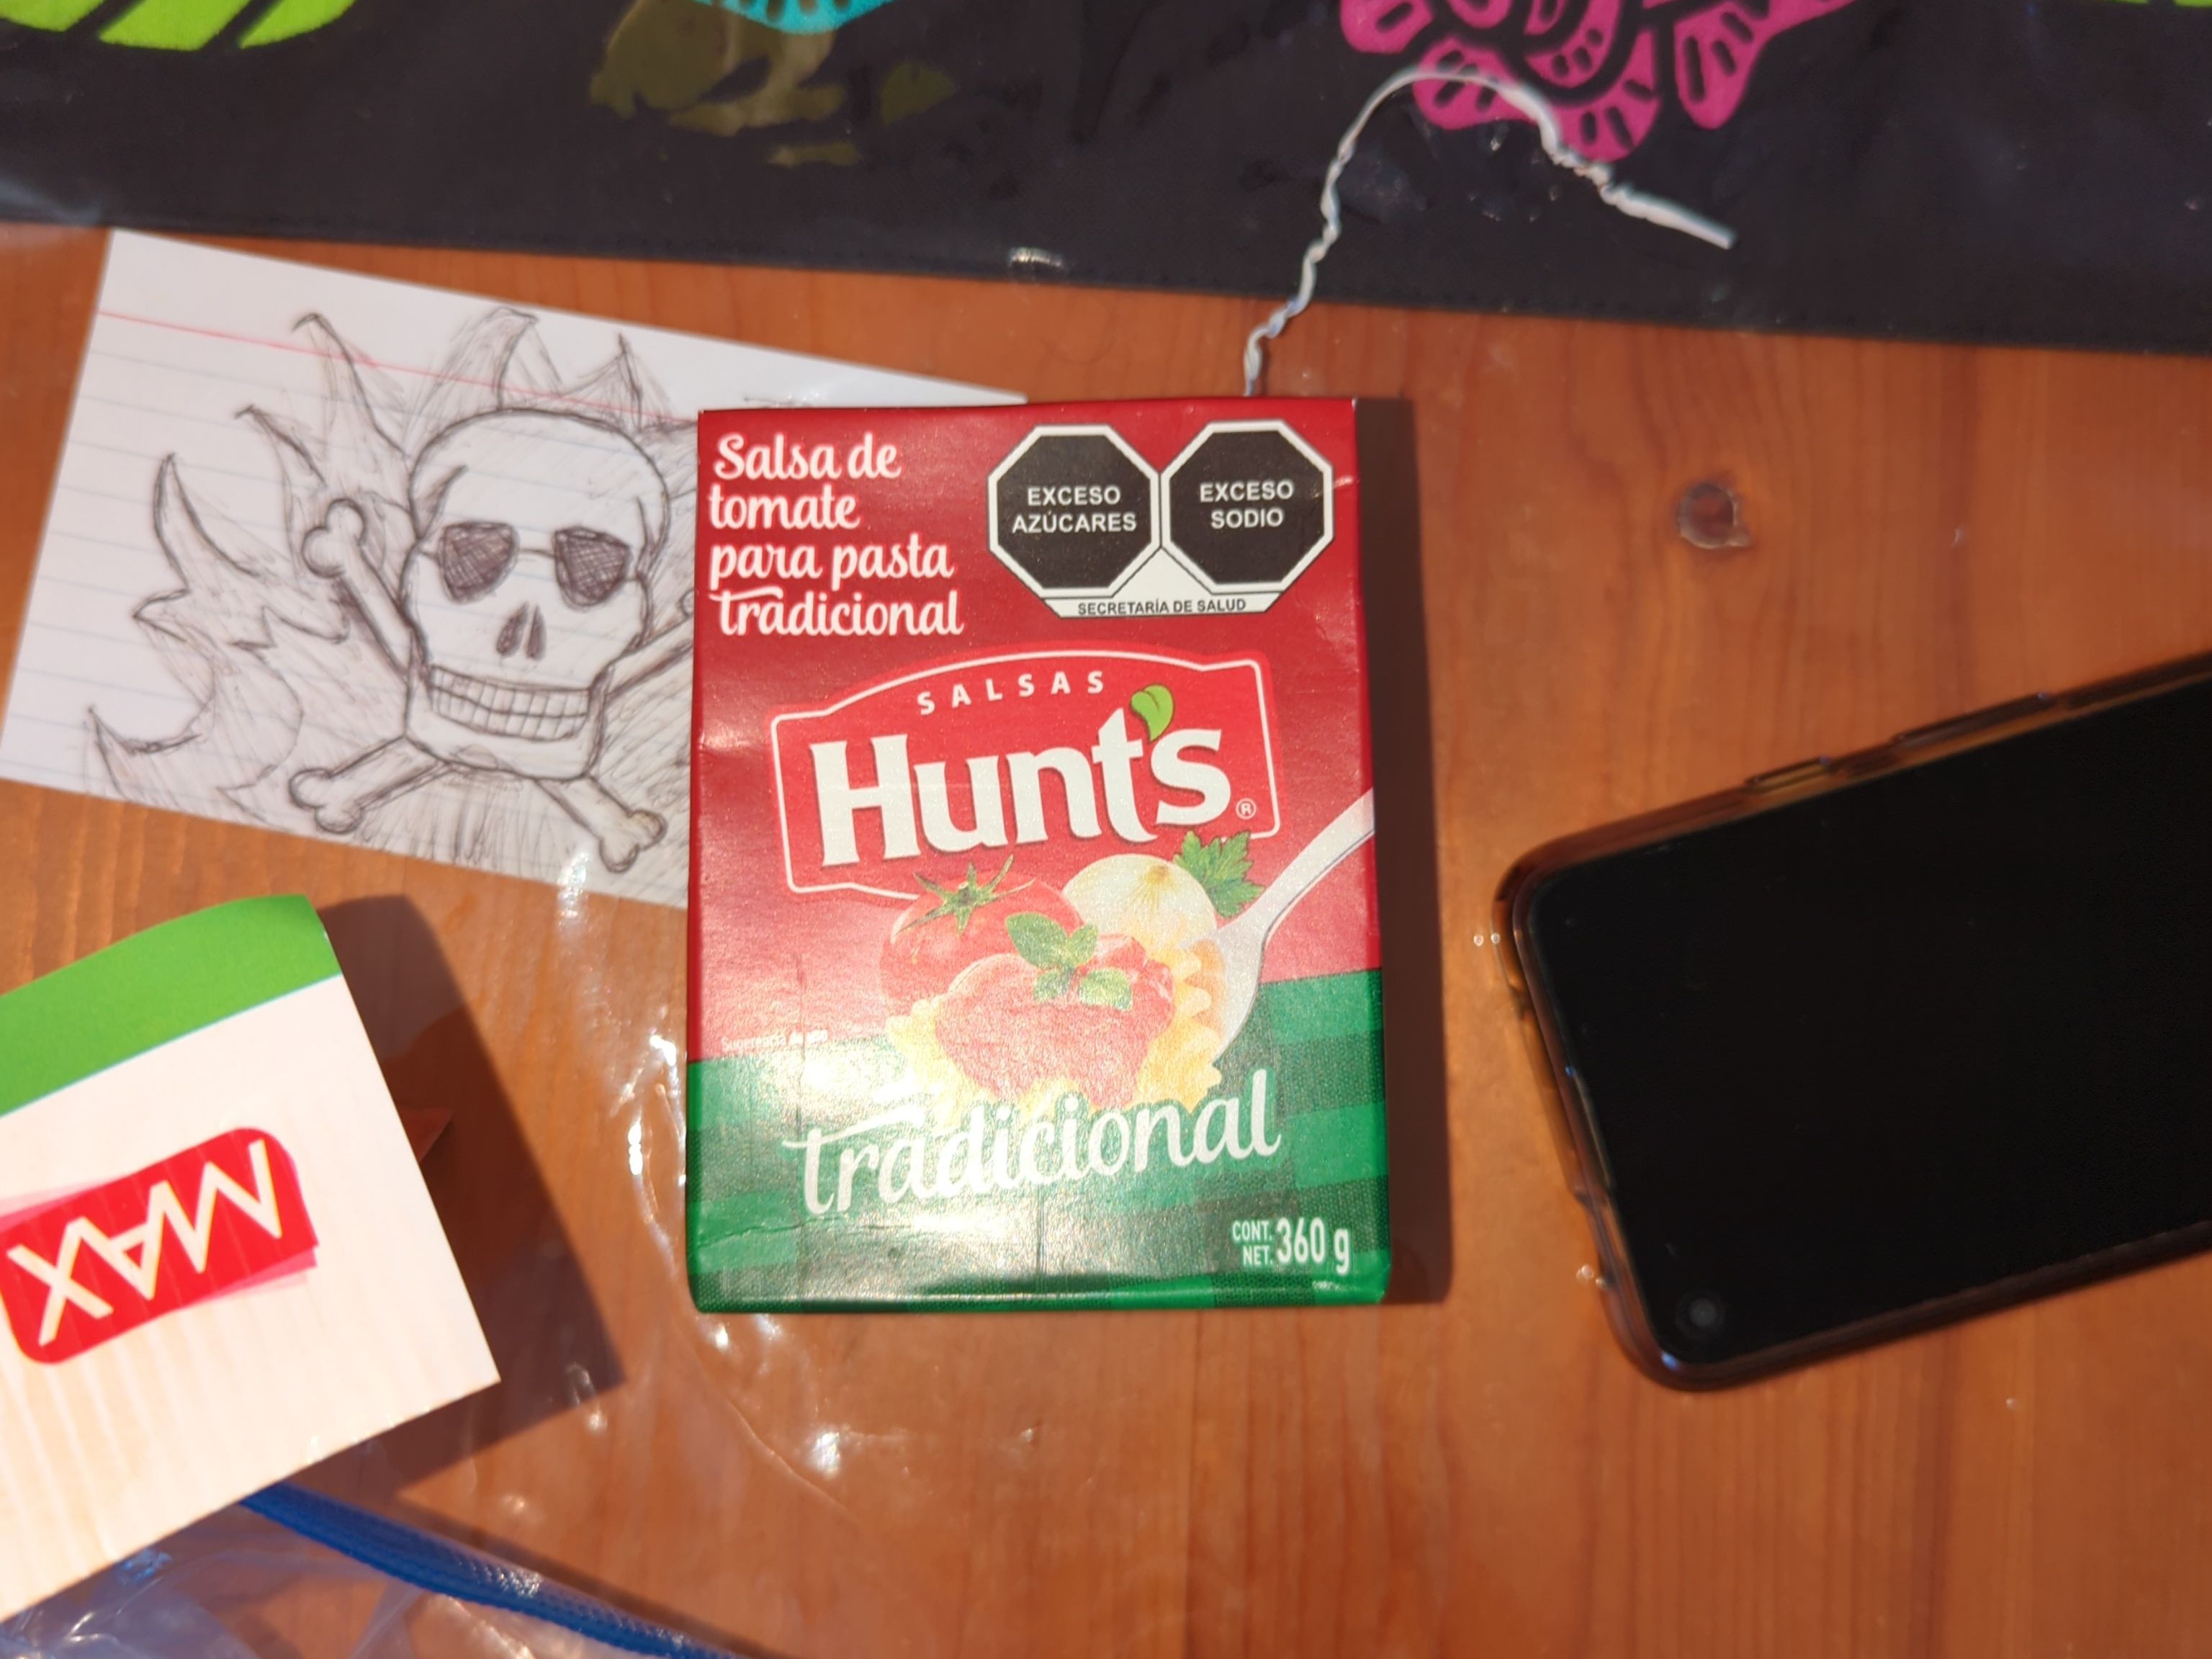 Salsa de
tomate
para pasta
tradicional
EXCESO
AZÚCARES
EXCESO
SODIO
SECRETARÍA DE SALUD
SALSAS
Hunt's®
tradicional
CONT.
NET. 360 g
MAX